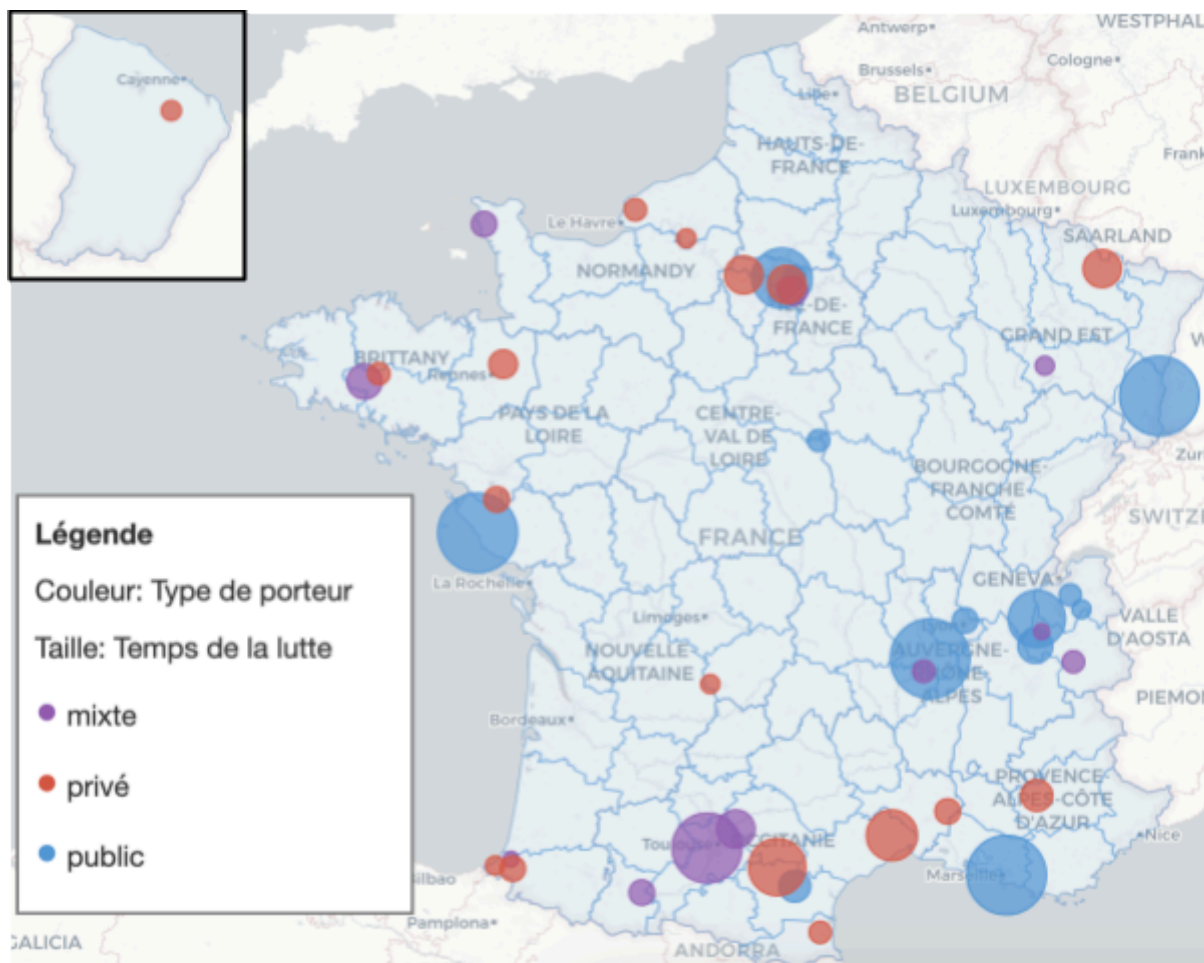 Cayenne
Antwerp
WESTPHAL
Cologne
Brussels
BELGIUM
Lille
HAUTS-DE-
FRANCE
Frank
LUXEMBOURG
Luxembourg
Le Havre
SAARLAND
NORMANDY
E-DE-
FRANCE
GRAND EST
BRITTANY
Rennes
PAYS DE LA
LOIRE
CENTRE-
VAL DE
LOIRE
Züri
BOURGOGNE-
FRANCHE-
COMTÉ
SWITZE
FRANCE
La Rochelle
GENEVA
Limoges
VALLE
D'AOSTA
NOUVELLE-
AQUITAINE
AUVERGNE-
RHÔNE-
ALPES
PIEMON
Bordeaux
PROVENCE-
ALPES-CÔTE
D'AZUR
Nice
Toulouse
OCCITANIE
Marseille
Bilbao
Pamplona
ANDORRA
GALICIA
Légende
Couleur: Type de porteur
Taille: Temps de la lutte
mixte
privé
public